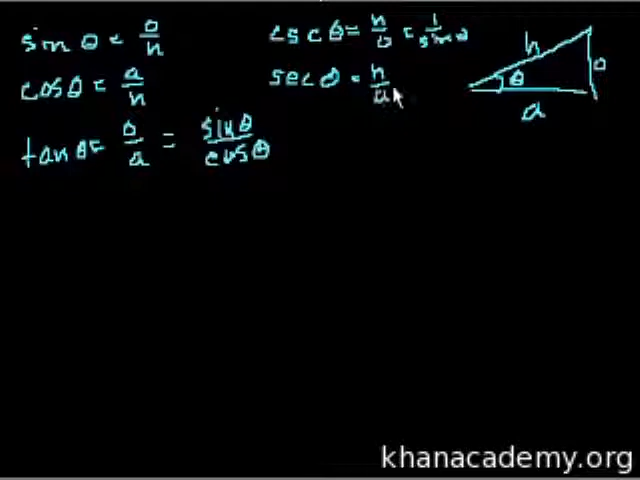 sin θ = o/h
cos θ = a/h
tan θ = o/a = sin θ/cos θ
csc θ = h/o = 1/sin θ
sec θ = h/a
h
θ
o
a
khanacademy.org